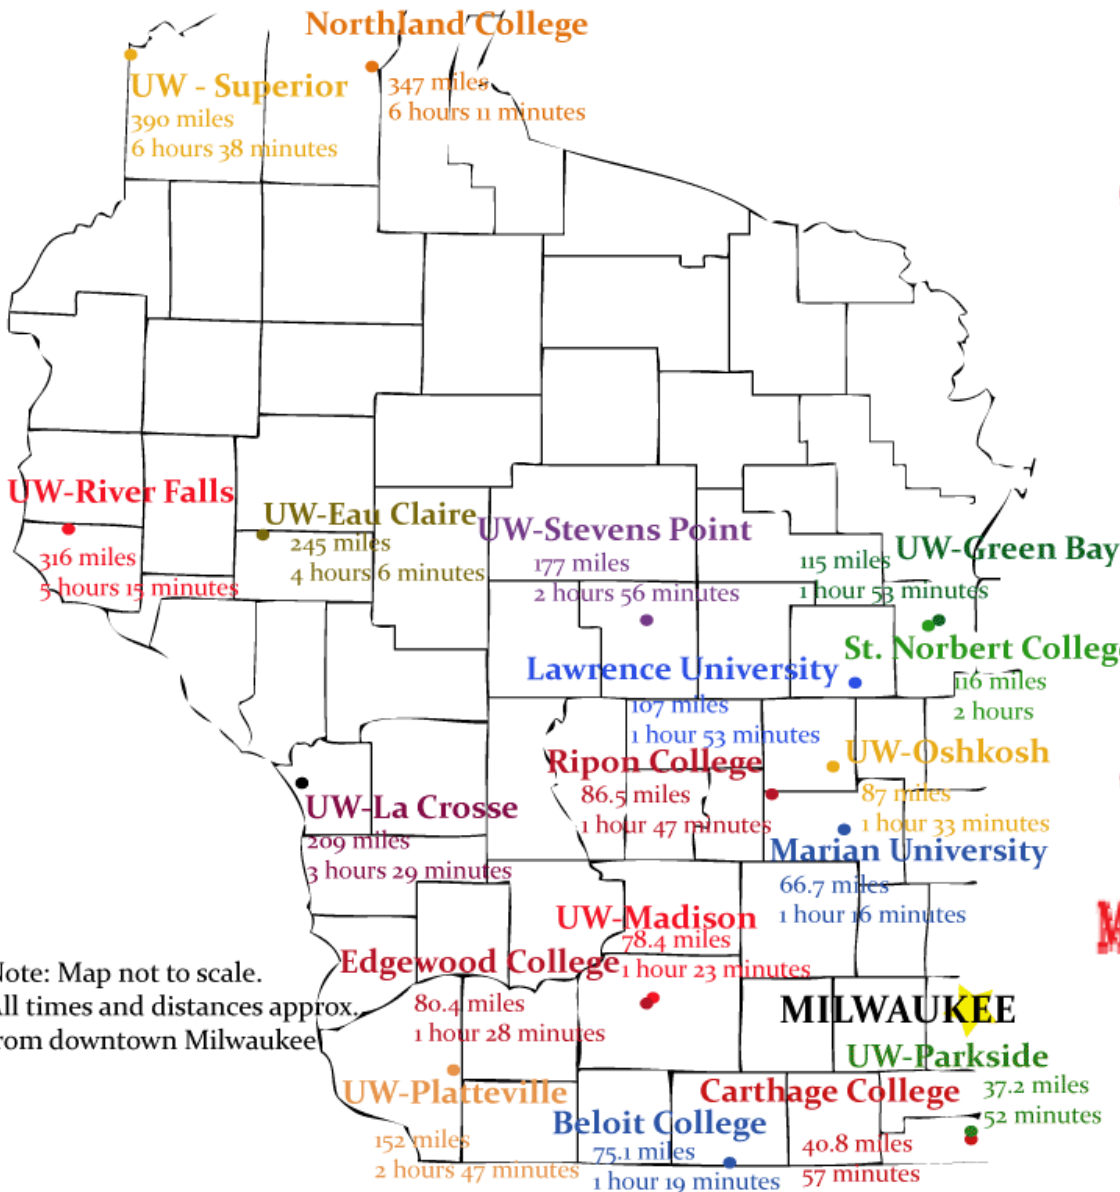 Northland College
347 miles
6 hours 11 minutes
UW - Superior
390 miles
6 hours 38 minutes
UW-River Falls
316 miles
5 hours 15 minutes
UW-Eau Claire
245 miles
4 hours 6 minutes
UW-Stevens Point
177 miles
2 hours 56 minutes
UW-Green Bay
115 miles
1 hour 53 minutes
St. Norbert College
116 miles
2 hours
Lawrence University
107 miles
1 hour 53 minutes
UW-Oshkosh
87 miles
1 hour 33 minutes
Ripon College
86.5 miles
1 hour 47 minutes
UW-La Crosse
209 miles
3 hours 29 minutes
Marian University
66.7 miles
1 hour 16 minutes
UW-Madison
78.4 miles
1 hour 23 minutes
Edgewood College
80.4 miles
1 hour 28 minutes
Note: Map not to scale.
All times and distances approx.
from downtown Milwaukee
MILWAUKEE
UW-Parkside
37.2 miles
52 minutes
Carthage College
40.8 miles
57 minutes
UW-Platteville
152 miles
2 hours 47 minutes
Beloit College
75.1 miles
1 hour 19 minutes
M